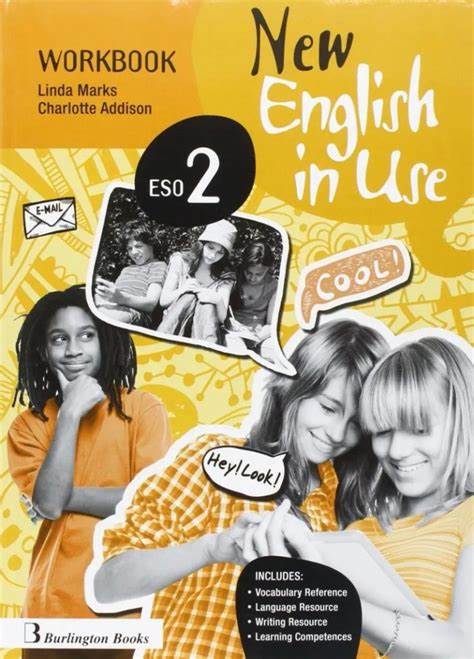 WORKBOOK
Linda Marks
Charlotte Addison
New
English
in Use
ESO 2
E-MAIL
COOL!
Hey! Look!
INCLUDES:
• Vocabulary Reference
• Language Resource
• Writing Resource
• Learning Competences
B Burlington Books